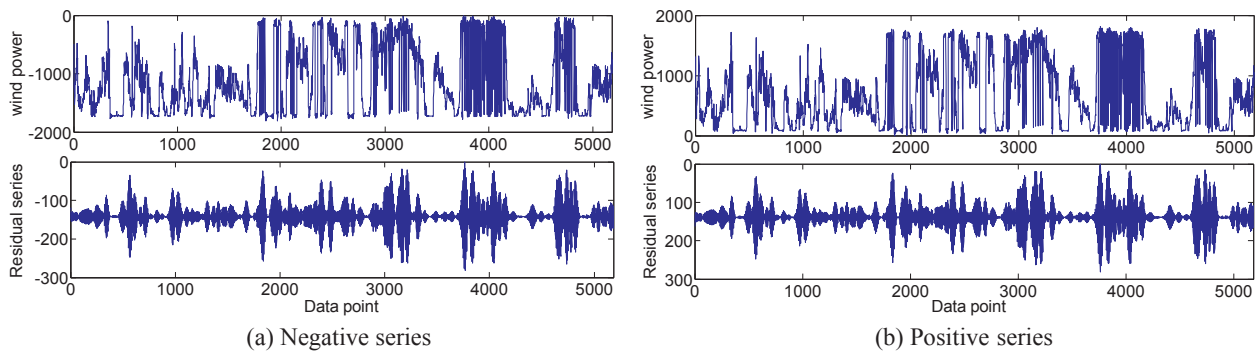 0
-1000
-2000
wind power
0 1000 2000 3000 4000 5000
0
-100
-200
-300
Residual series
0 1000 2000 3000 4000 5000
Data point
(a) Negative series
2000
1000
0
wind power
0 1000 2000 3000 4000 5000
0
100
200
300
Residual series
0 1000 2000 3000 4000 5000
Data point
(b) Positive series